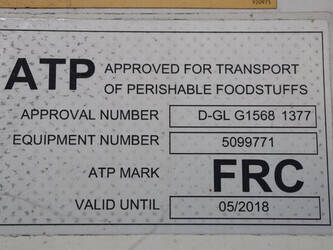 ATP APPROVED FOR TRANSPORT
OF PERISHABLE FOODSTUFFS
APPROVAL NUMBER D-GL G1568 1377
EQUIPMENT NUMBER 5099771
ATP MARK FRC
VALID UNTIL 05/2018